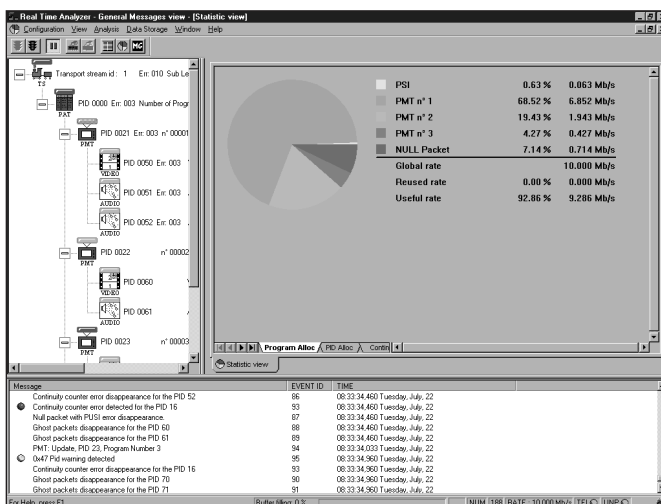 Real Time Analyzer - General Messages view - [Statistic view]
Configuration View Analysis Data Storage Window Help
Transport stream id : 1 Err: 010 Sub Le
TS
PID 0000 Err: 003 Number of Progr
PAT
PID 0021 Err: 003 n° 00001
PMT
PID 0050 Err: 003
VIDEO
PID 0051 Err: 003
AUDIO
PID 0052 Err: 003
AUDIO
PID 0022 n° 00002
PMT
PID 0060
VIDEO
PID 0061
AUDIO
PID 0023 n° 00003
PMT
PSI 0.63 % 0.063 Mb/s
PMT n° 1 68.52 % 6.852 Mb/s
PMT n° 2 19.43 % 1.943 Mb/s
PMT n° 3 4.27 % 0.427 Mb/s
NULL Packet 7.14 % 0.714 Mb/s
Global rate 10.000 Mb/s
Reused rate 0.00 % 0.000 Mb/s
Useful rate 92.86 % 9.286 Mb/s
Program Alloc PID Alloc Contin
Statistic view
Message EVENT ID TIME
Continuity counter error disappearance for the PID 52 86 08:33:34,460 Tuesday, July, 22
Continuity counter error detected for the PID 16 93 08:33:34,460 Tuesday, July, 22
Null packet with PUSI error disappearance. 87 08:33:34,460 Tuesday, July, 22
Ghost packets disappearance for the PID 60 88 08:33:34,460 Tuesday, July, 22
Ghost packets disappearance for the PID 61 89 08:33:34,460 Tuesday, July, 22
PMT: Update, PID 23, Program Number 3 94 08:33:34,033 Tuesday, July, 22
0x47 Pid warning detected 95 08:33:34,960 Tuesday, July, 22
Continuity counter error disappearance for the PID 16 93 08:33:34,960 Tuesday, July, 22
Ghost packets disappearance for the PID 70 90 08:33:34,960 Tuesday, July, 22
Ghost packets disappearance for the PID 71 91 08:33:34,960 Tuesday, July, 22
For Help, press F1 Buffer filling: 0 % NUM 188 RATE : 10.000 Mb/s TEI UNP